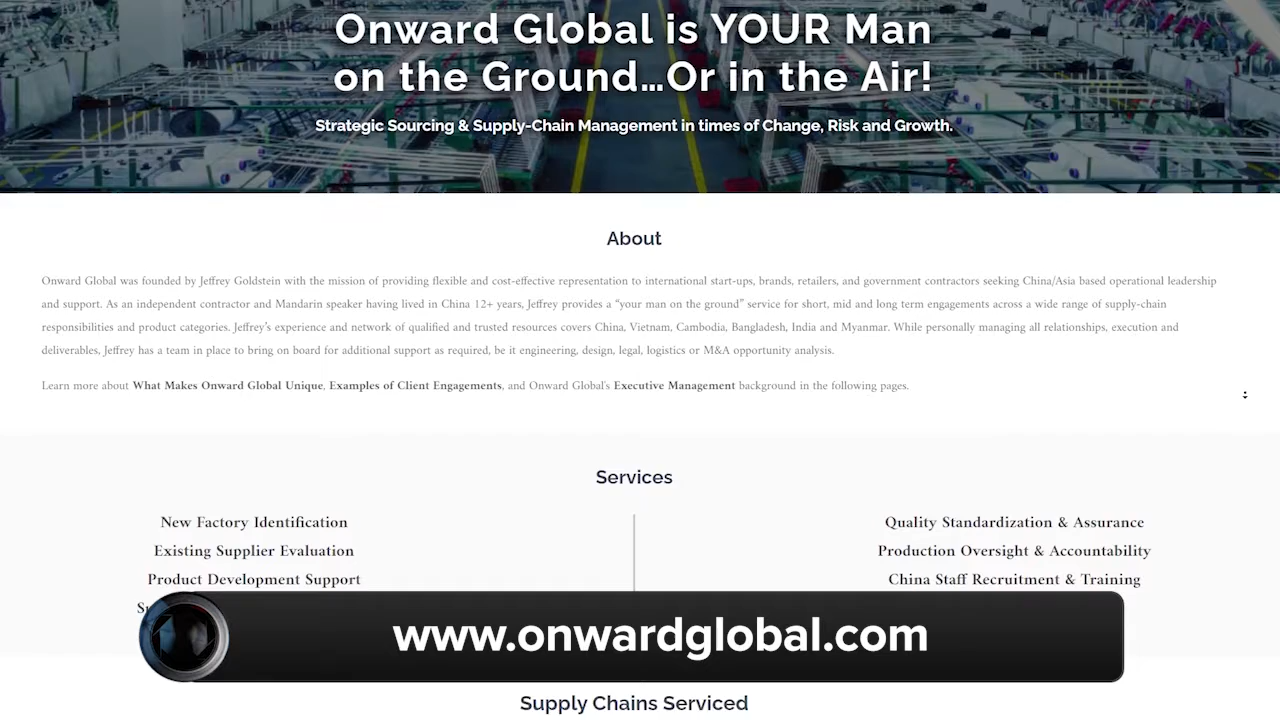 Onward Global is YOUR Man
on the Ground...Or in the Air!
Strategic Sourcing & Supply-Chain Management in times of Change, Risk and Growth.
About
Onward Global was founded by Jeffrey Goldstein with the mission of providing flexible and cost-effective representation to international start-ups, brands, retailers, and government contractors seeking China/Asia based operational leadership
and support. As an independent contractor and Mandarin speaker having lived in China 12+ years, Jeffrey provides a “your man on the ground” service for short, mid and long term engagements across a wide range of supply-chain
responsibilities and product categories. Jeffrey’s experience and network of qualified and trusted resources covers China, Vietnam, Cambodia, Bangladesh, India and Myanmar. While personally managing all relationships, execution and
deliverables, Jeffrey has a team in place to bring on board for additional support as required, be it engineering, design, legal, logistics or M&A opportunity analysis.
Learn more about What Makes Onward Global Unique, Examples of Client Engagements, and Onward Global's Executive Management background in the following pages.
Services
New Factory Identification
Existing Supplier Evaluation
Product Development Support
Quality Standardization & Assurance
Production Oversight & Accountability
China Staff Recruitment & Training
www.onwardglobal.com
Supply Chains Serviced